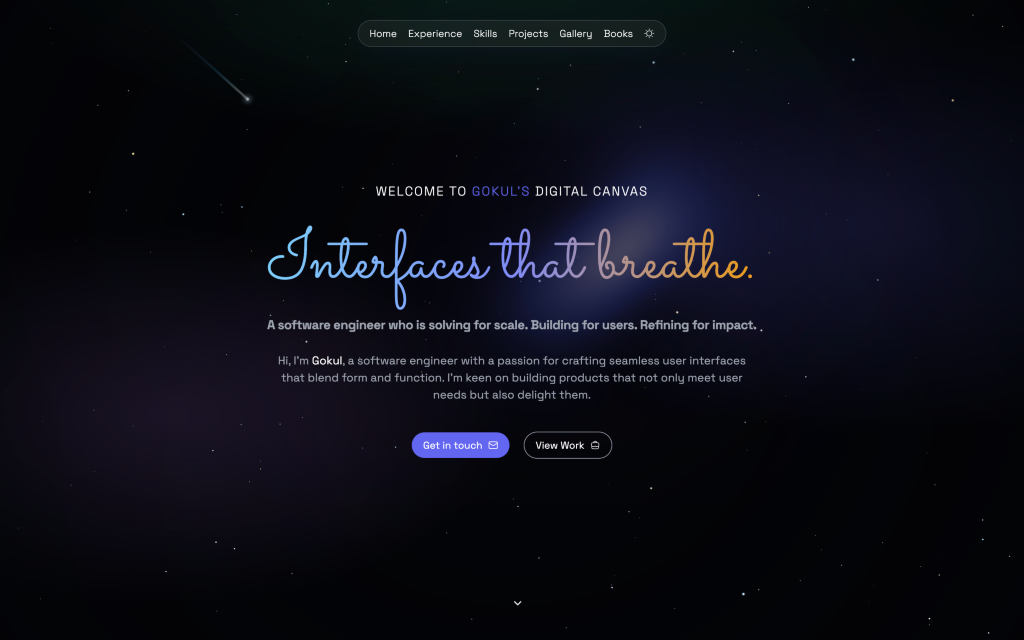 Home Experience Skills Projects Gallery Books
WELCOME TO GOKUL'S DIGITAL CANVAS
Interfaces that breathe.
A software engineer who is solving for scale. Building for users. Refining for impact.
Hi, I'm Gokul, a software engineer with a passion for crafting seamless user interfaces
that blend form and function. I'm keen on building products that not only meet user
needs but also delight them.
Get in touch View Work